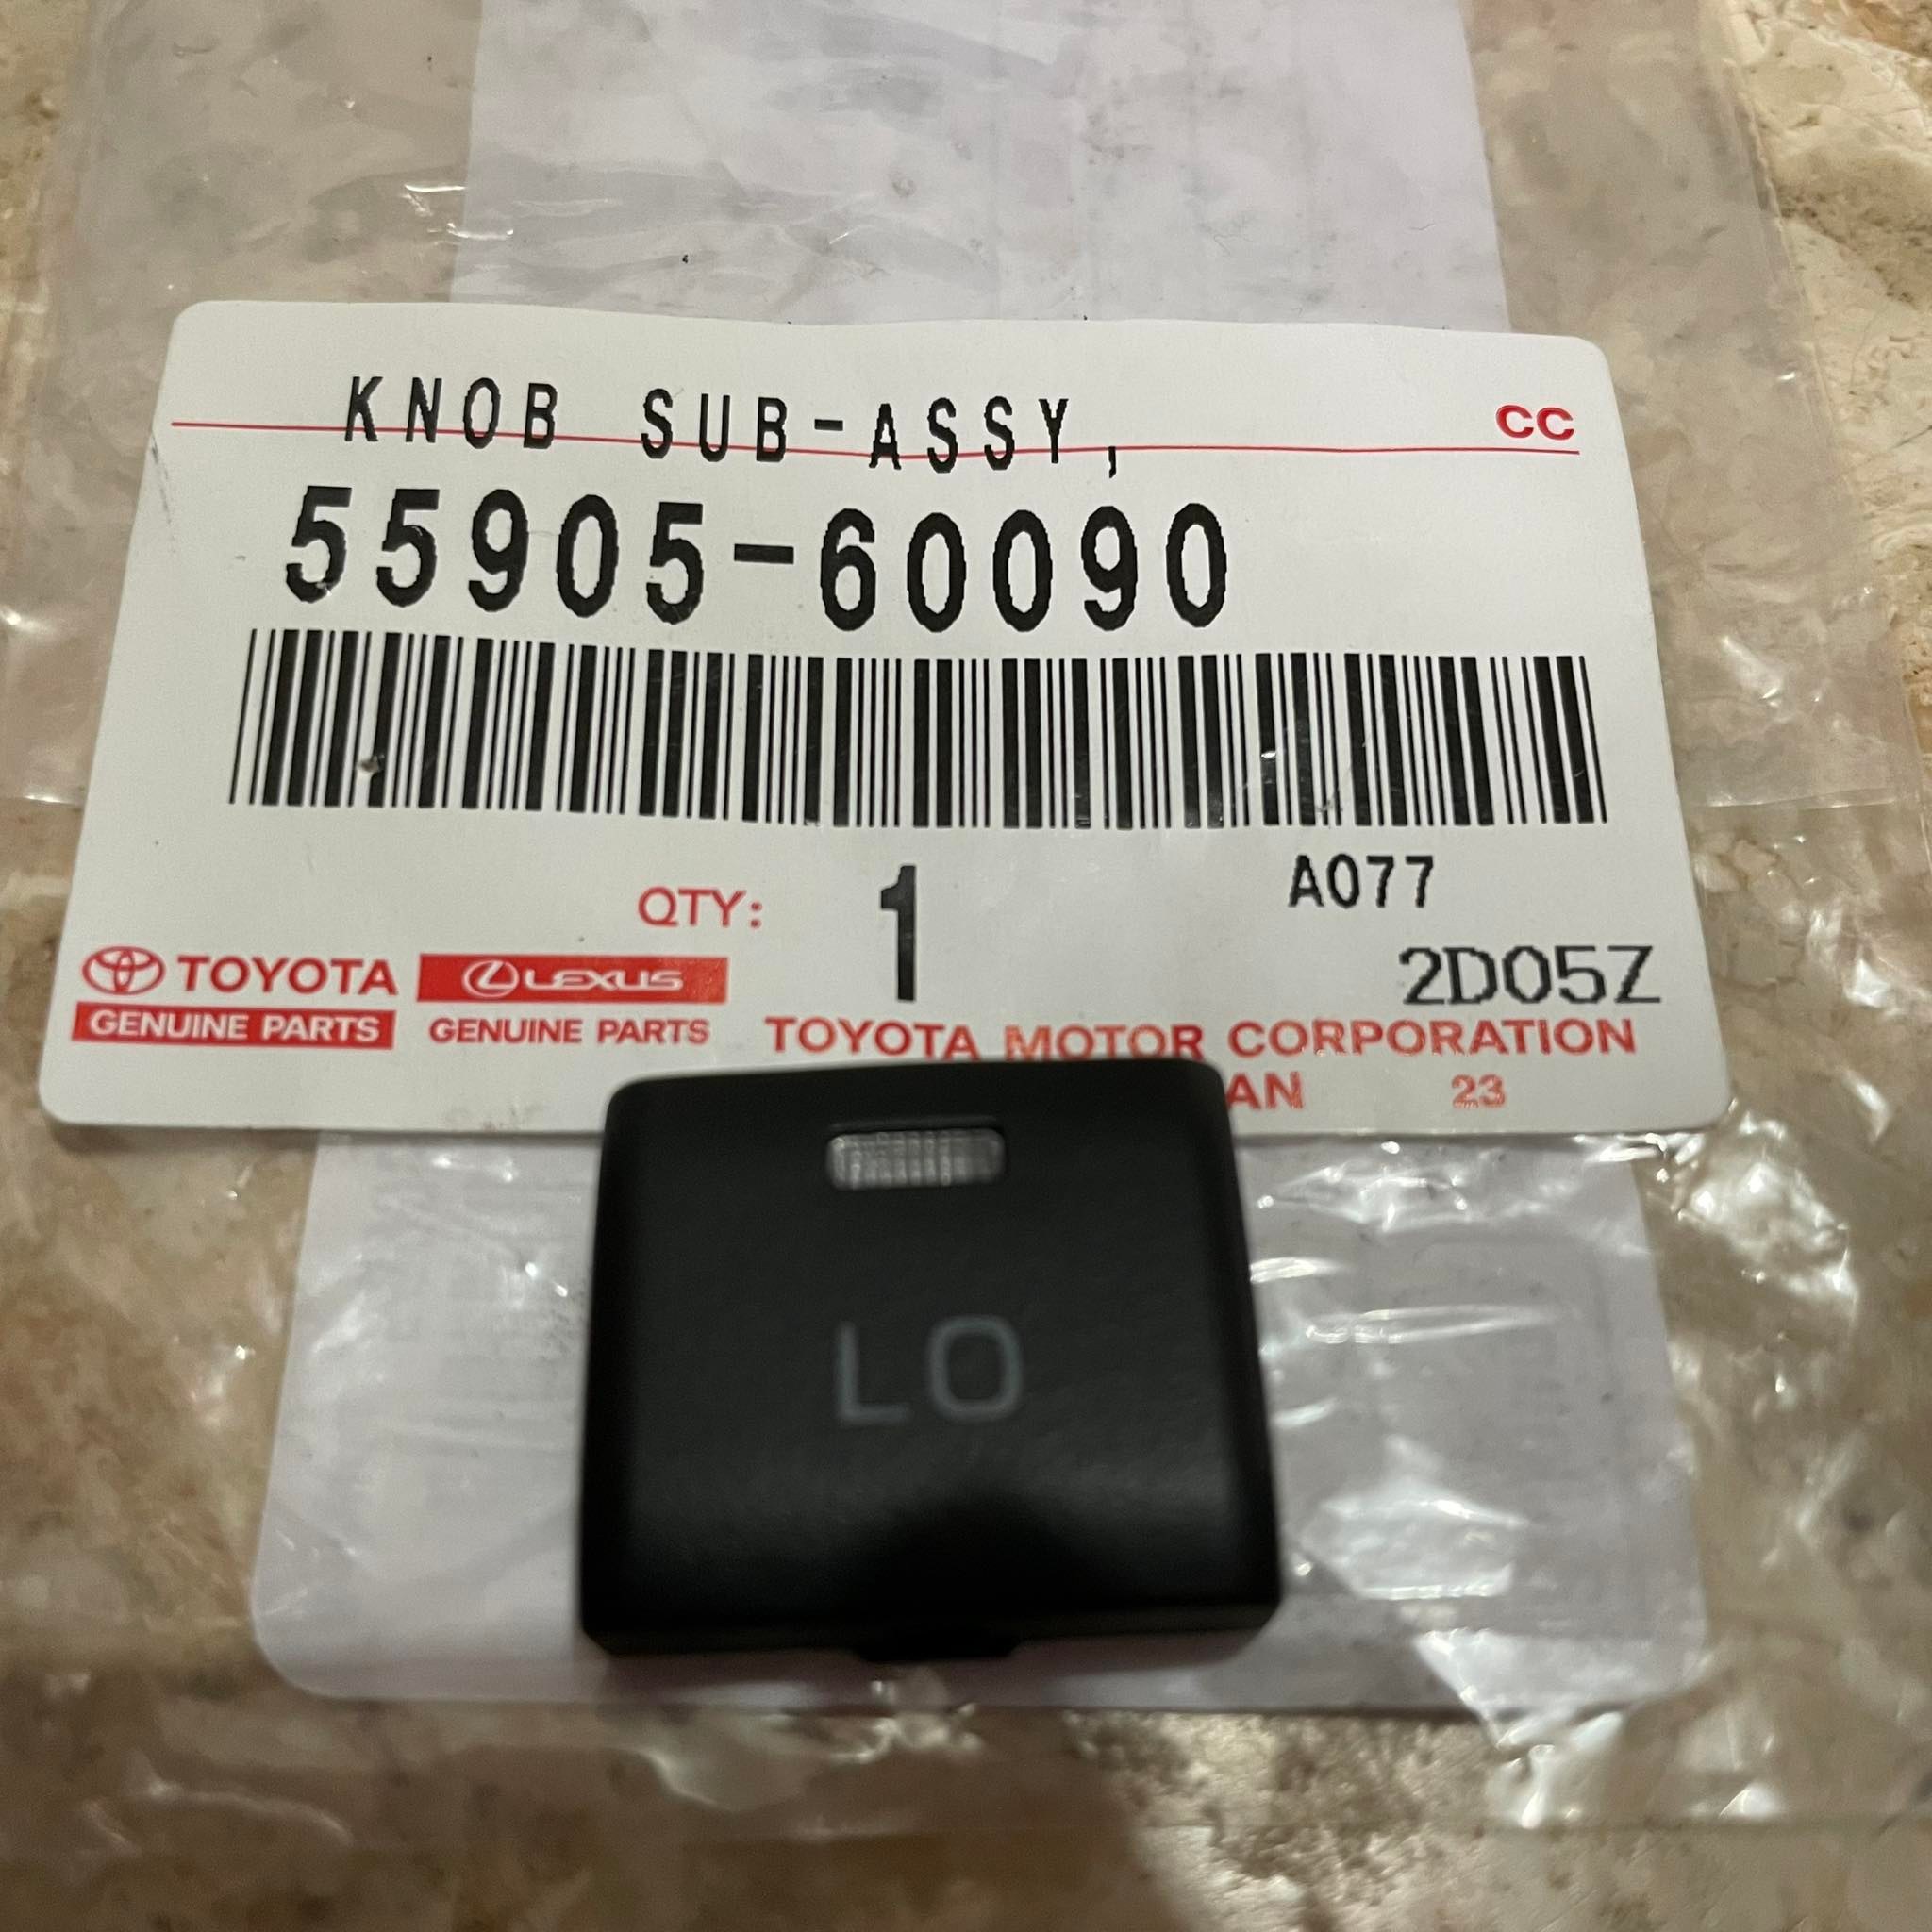 KNOB SUB-ASSY,
CC
55905-60090
A077
QTY: 1
2D05Z
TOYOTA LEXUS
GENUINE PARTS GENUINE PARTS
TOYOTA MOTOR CORPORATION
AN 23
LO